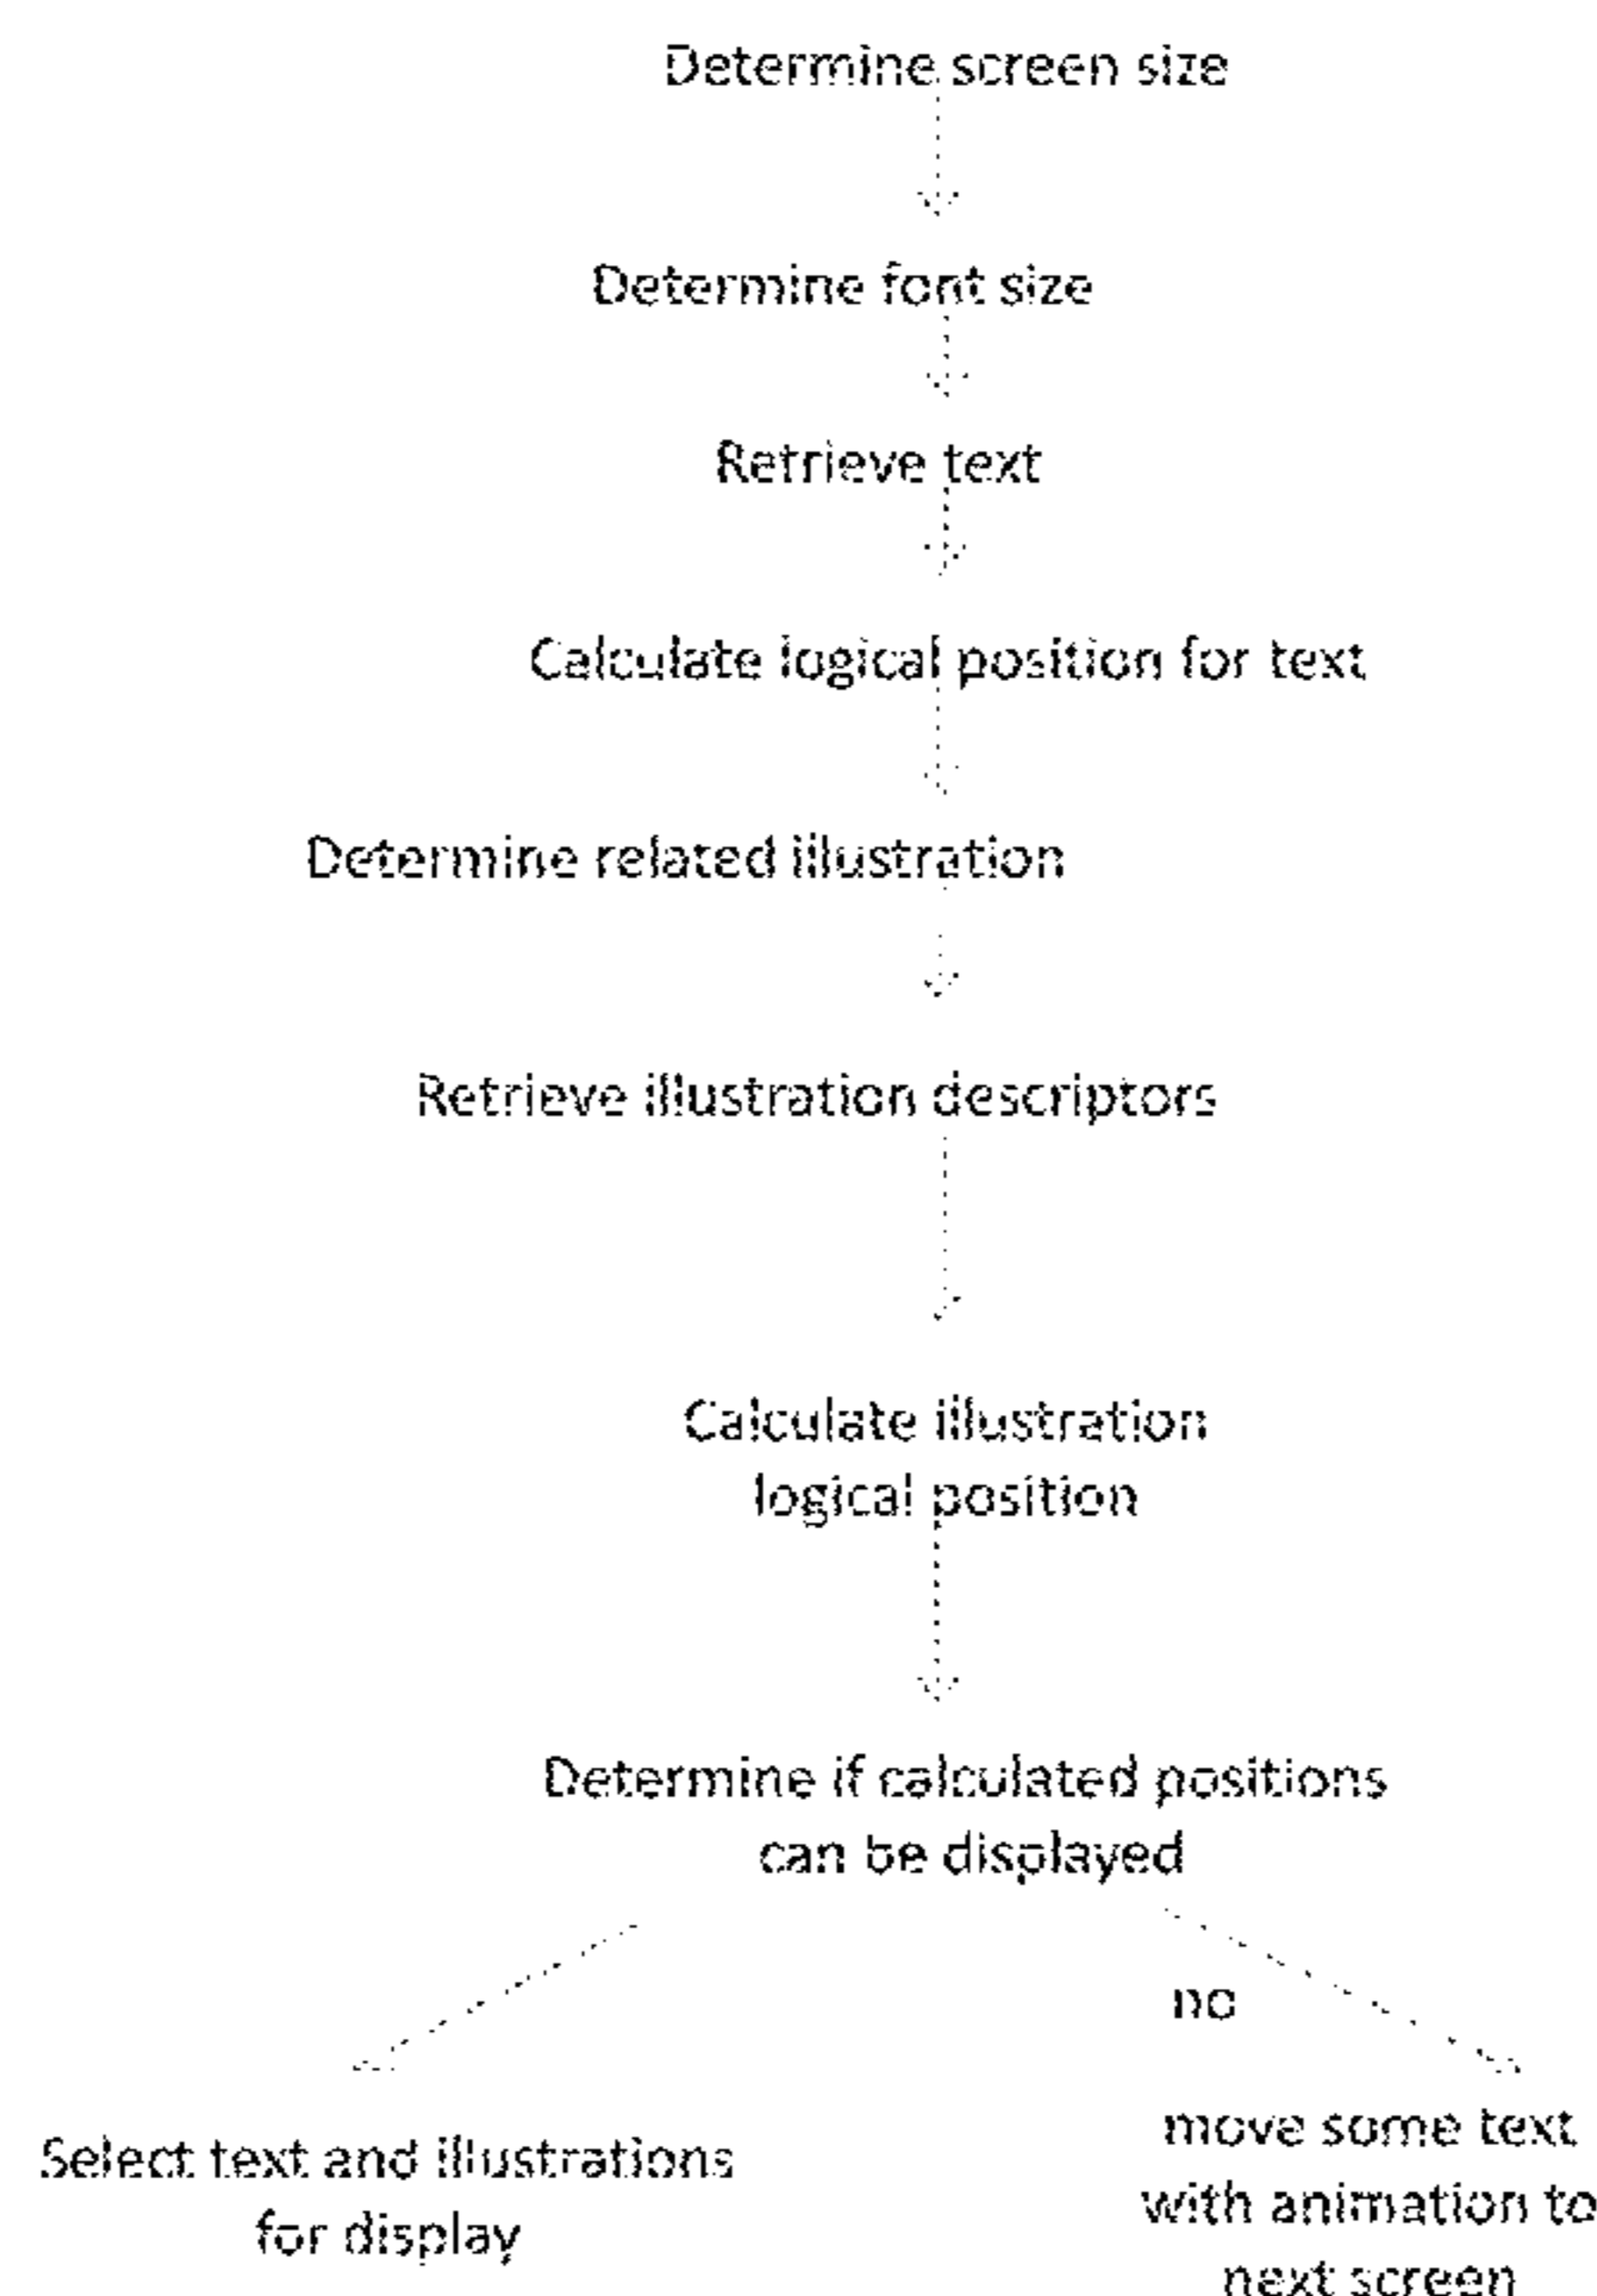 Determine screen size
Determine font size
Retrieve text
Calculate logical position for text
Determine related illustration
Retrieve illustration descriptors
Calculate illustration
logical position
Determine if calculated positions
can be displayed
no
Select text and illustrations
for display
move some text
with animation to
next screen